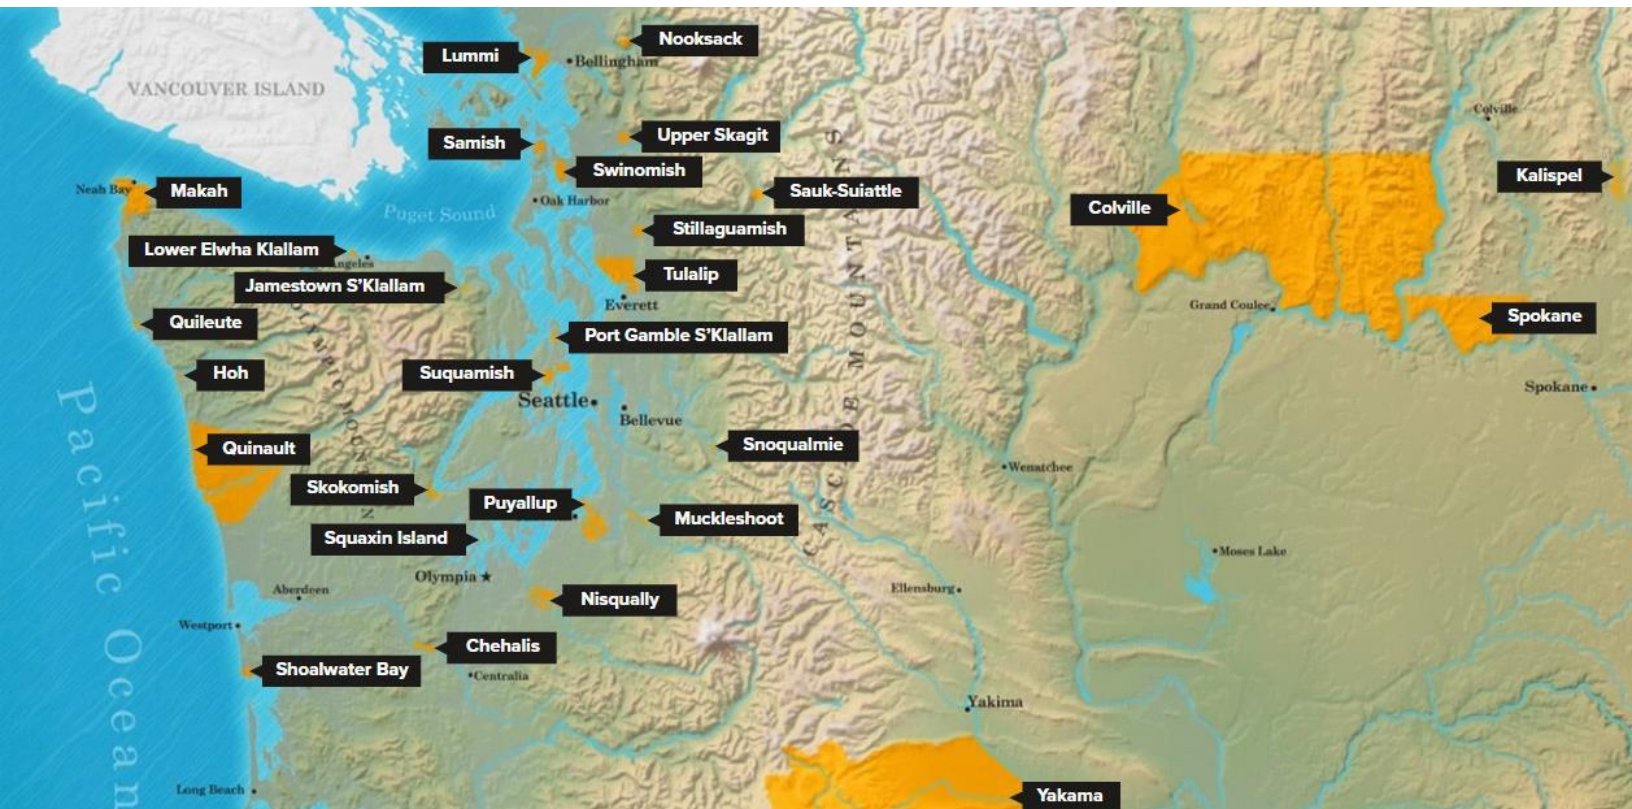 Nooksack
Lummi
Bellingham
VANCOUVER ISLAND
Colville
Samish
Upper Skagit
Swinomish
Kalispel
Neah Bay
Makah
Sauk-Suiattle
Oak Harbor
Colville
Puget Sound
Stillaguamish
Lower Elwha Klallam
Angeles
Tulalip
Jamestown S'Klallam
Everett
Grand Coulee
Spokane
Quileute
Port Gamble S'Klallam
Hoh
Suquamish
Spokane
Seattle
Bellevue
Pacific Ocean
CASCADE MOUNTAINS
Quinault
Snoqualmie
Wenatchee
Skokomish
Puyallup
Muckleshoot
Squaxin Island
Moses Lake
Olympia
Aberdeen
Ellensburg
Nisqually
Westport
Chehalis
Shoalwater Bay
Centralia
Yakima
Long Beach
Yakama